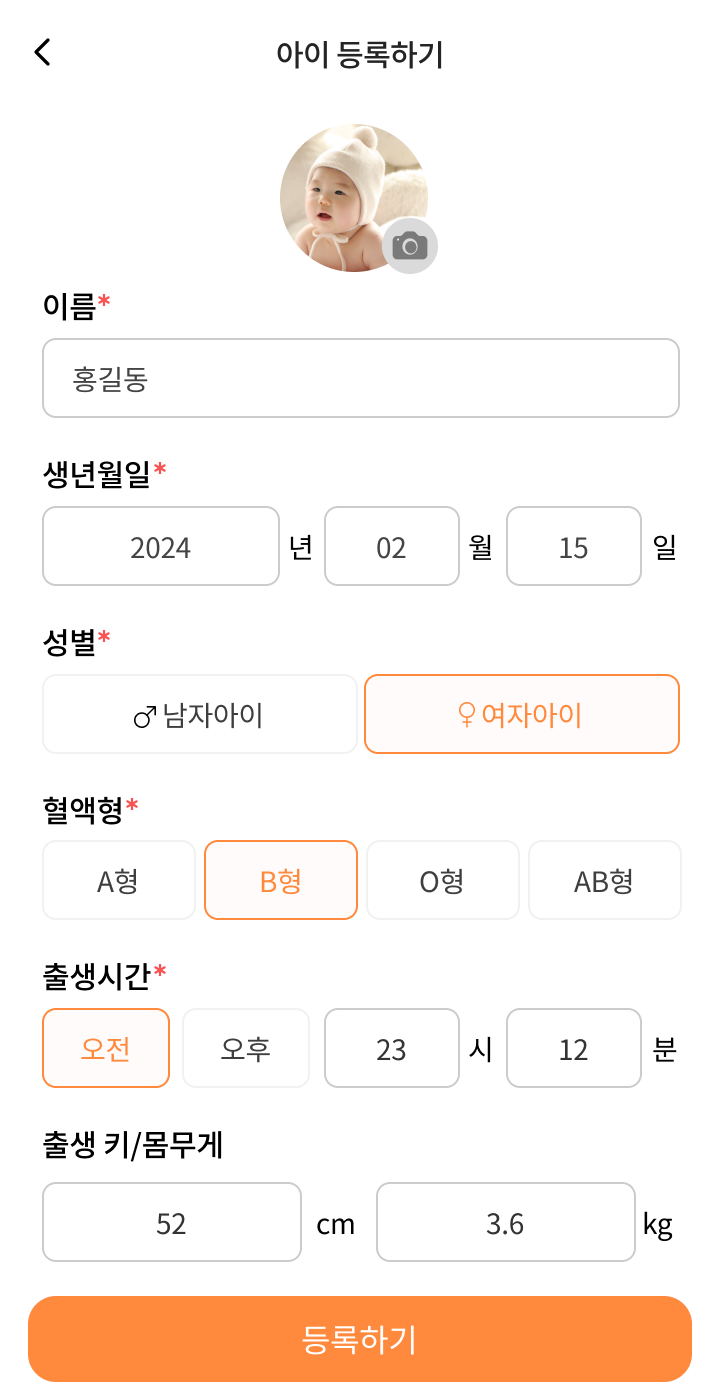 아이 등록하기
이름*
홍길동
생년월일*
2024 년 02 월 15 일
성별*
♂ 남자아이 ♀ 여자아이
혈액형*
A형 B형 O형 AB형
출생시간*
오전 오후 23 시 12 분
출생 키/몸무게
52 cm 3.6 kg
등록하기